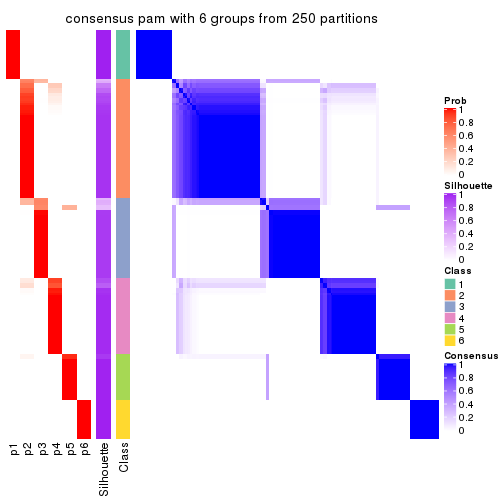 consensus pam with 6 groups from 250 partitions
Prob
1
0.8
0.6
0.4
0.2
0
Silhouette
1
0.8
0.6
0.4
0.2
0
Class
1
2
3
4
5
6
Consensus
1
0.8
0.6
0.4
0.2
0
p1
p2
p3
p4
p5
p6
Silhouette
Class